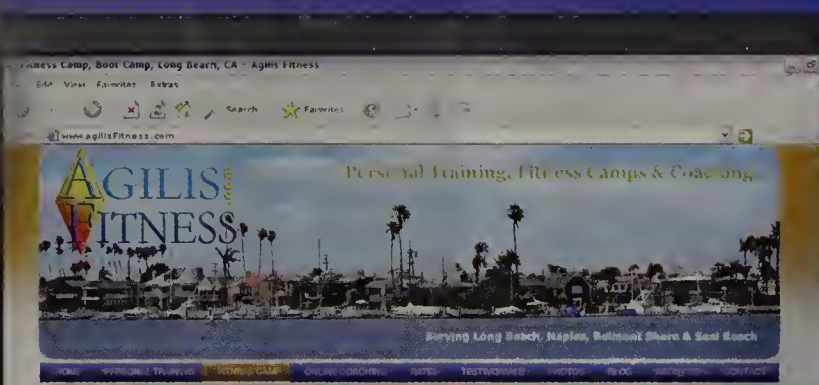 Fitness Camp, Boot Camp, Long Beach, CA - Agilis Fitness
Edit View Favorites Extras
Search Favorites
www.agilisFitness.com
AGILIS
FITNESS
Personal Training, Fitness Camps & Coaching
Serving Long Beach, Naples, Belmont Shore & Seal Beach
HOME PERSONAL TRAINING FITNESS CAMP ONLINE COACHING RATES TESTIMONIALS PHOTOS BLOG CONTACT